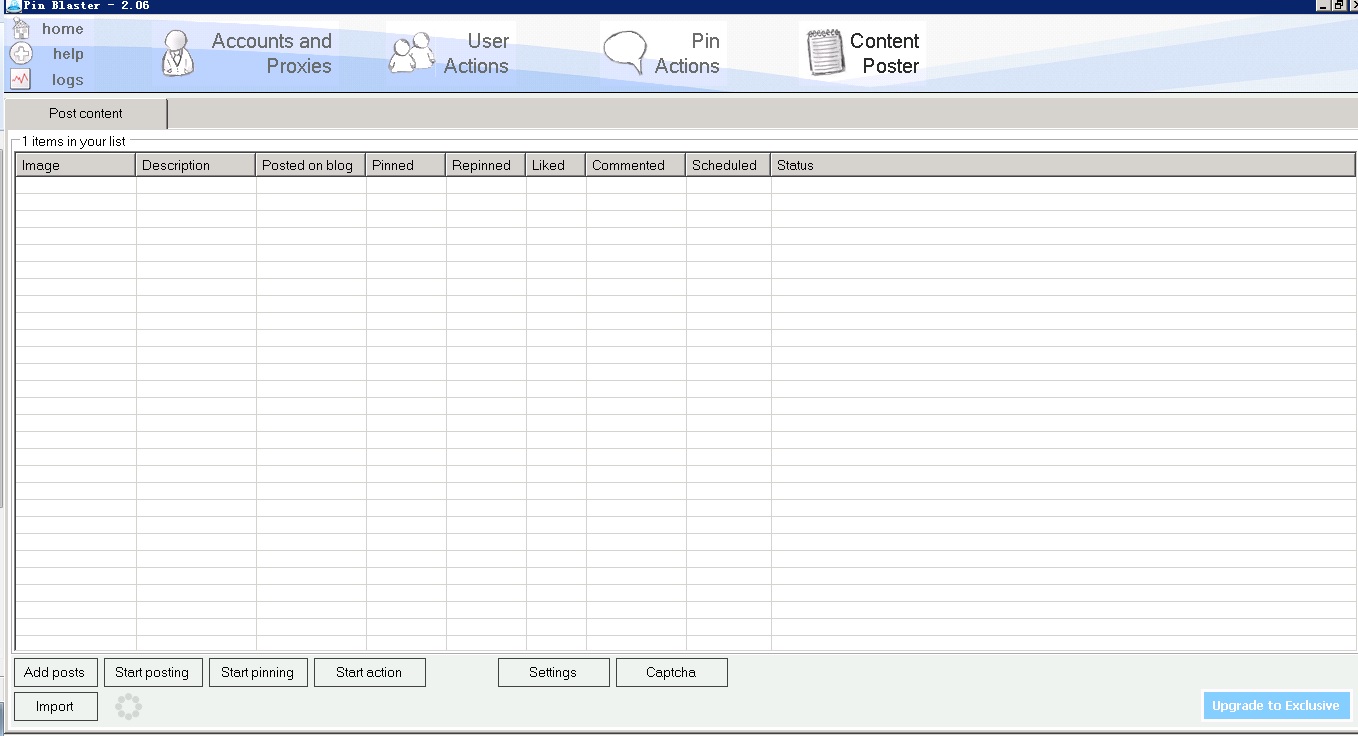 Pin Blaster - 2.06
home
help
logs
Accounts and
Proxies
User
Actions
Pin
Actions
Content
Poster
Post content
1 items in your list
Image Description Posted on blog Pinned Repinned Liked Commented Scheduled Status
Add posts Start posting Start pinning Start action Settings Captcha
Import
Upgrade to Exclusive